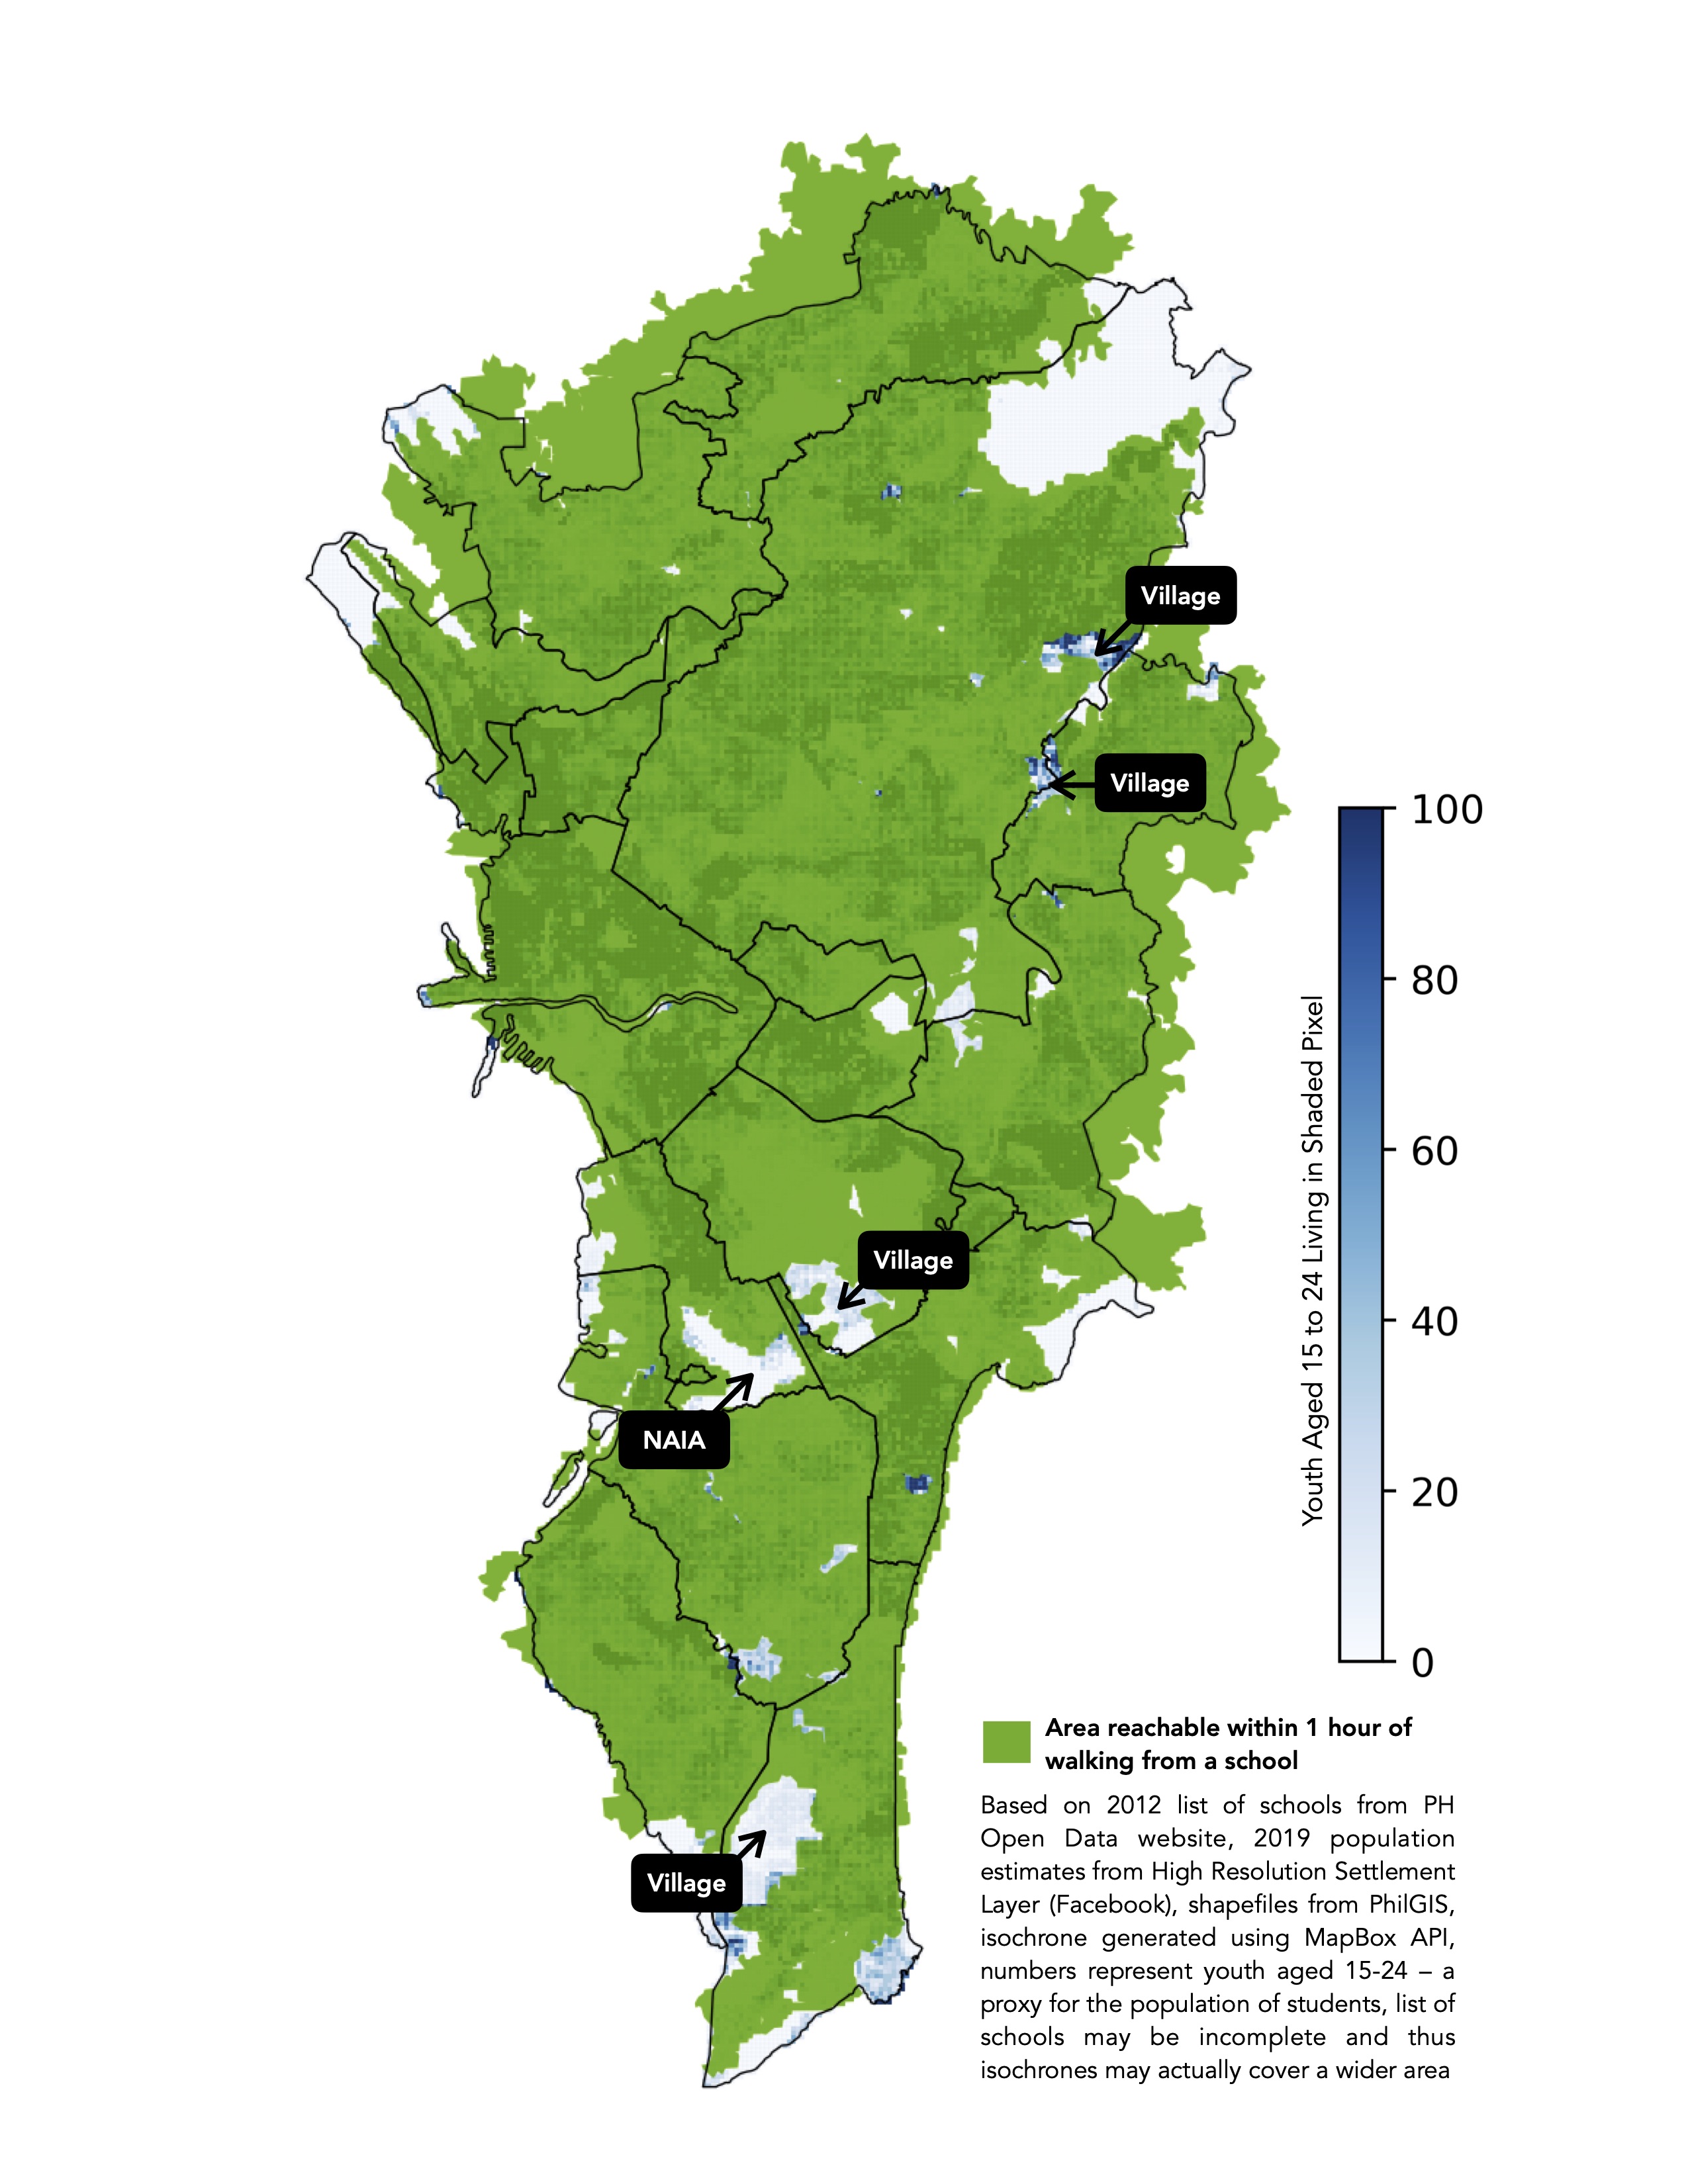 Village
Village
100
80
60
40
20
0
Youth Aged 15 to 24 Living in Shaded Pixel
Village
NAIA
Village
Area reachable within 1 hour of
walking from a school
Based on 2012 list of schools from PH
Open Data website, 2019 population
estimates from High Resolution Settlement
Layer (Facebook), shapefiles from PhilGIS,
isochrone generated using MapBox API,
numbers represent youth aged 15-24 – a
proxy for the population of students, list of
schools may be incomplete and thus
isochrones may actually cover a wider area